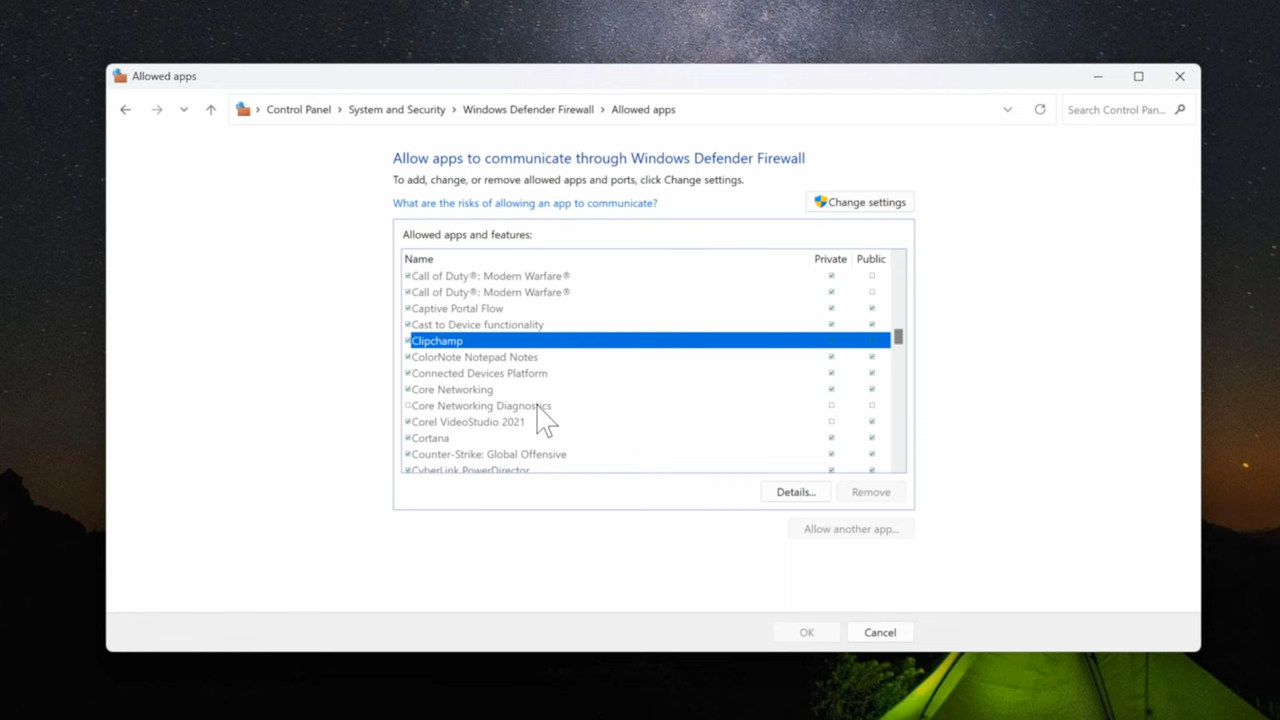 Allowed apps
Control Panel > System and Security > Windows Defender Firewall > Allowed apps
Search Control Pan...
Allow apps to communicate through Windows Defender Firewall
To add, change, or remove allowed apps and ports, click Change settings.
What are the risks of allowing an app to communicate?
Change settings
Allowed apps and features:
Name Private Public
Call of Duty®: Modern Warfare®
Call of Duty®: Modern Warfare®
Captive Portal Flow
Cast to Device functionality
Clipchamp
ColorNote Notepad Notes
Connected Devices Platform
Core Networking
Core Networking Diagnostics
Corel VideoStudio 2021
Cortana
Counter-Strike: Global Offensive
CyberLink PowerDirector
Details... Remove
Allow another app...
OK Cancel